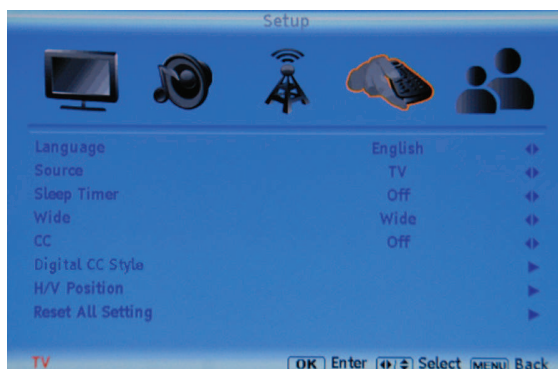 Setup
Language English
Source TV
Sleep Timer Off
Wide Wide
CC Off
Digital CC Style
H/V Position
Reset All Setting
TV OK Enter / Select MENU Back